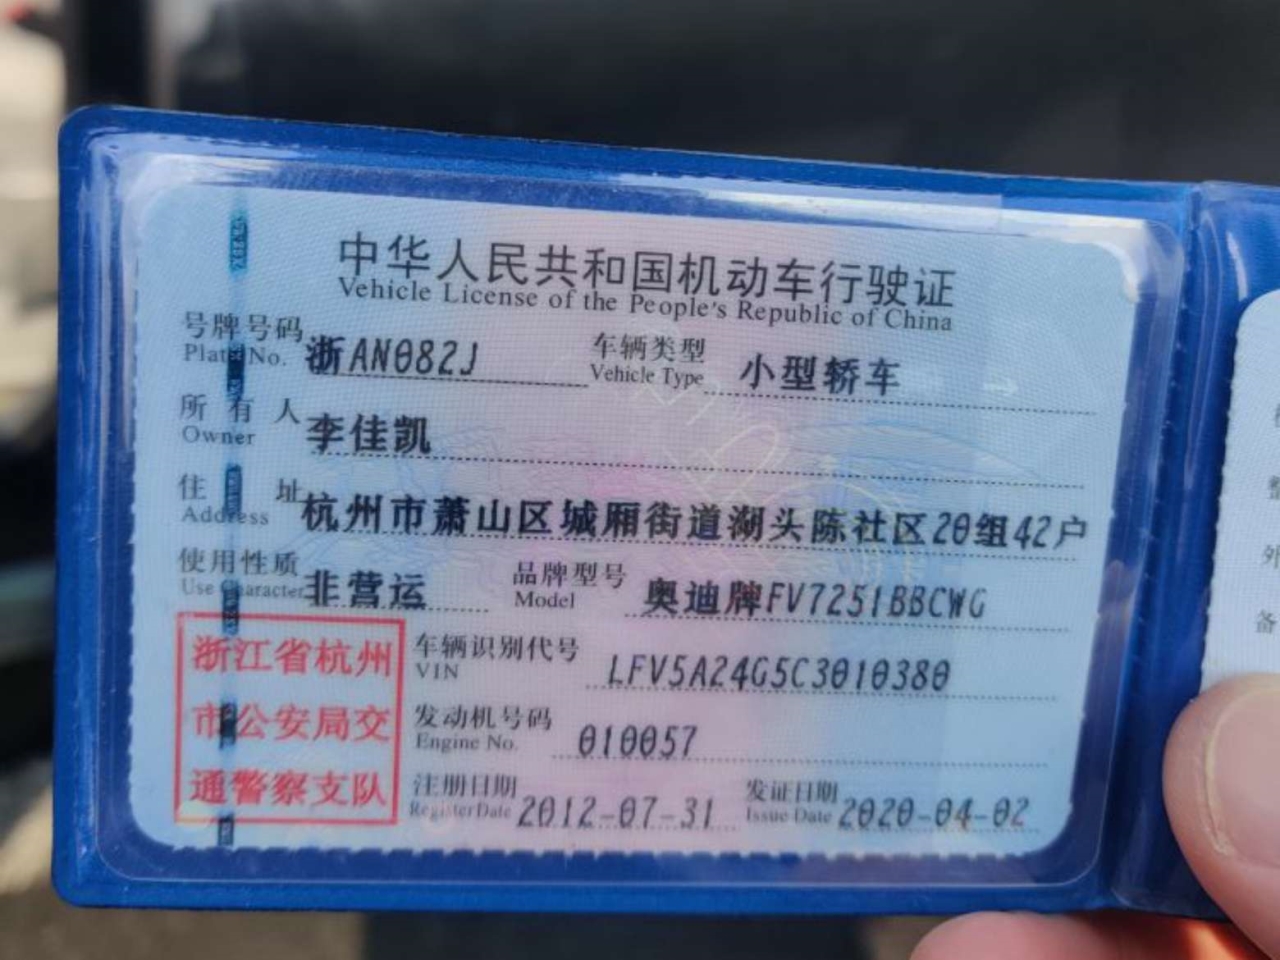 中华人民共和国机动车行驶证
Vehicle License of the People's Republic of China
号牌号码 浙AN082J 车辆类型 小型轿车
Plate No. Vehicle Type
所有人 李佳凯
Owner
住址 杭州市萧山区城厢街道湖头陈社区20组42户
Address
使用性质 非营运 品牌型号 奥迪牌FV7251BBCWG
Use Character Model
浙江省杭州
市公安局交
通警察支队
车辆识别代号 LFV5A24G5C3010380
VIN
发动机号码 010057
Engine No.
注册日期 2012-07-31 发证日期 2020-04-02
Register Date Issue Date